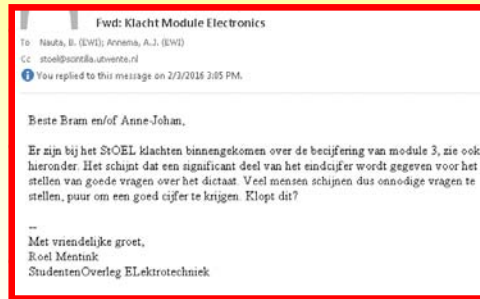 Fwd: Klacht Module Electronics
To Nauta, B. (EWI); Annema, A.J. (EWI)
Cc stoel@scintilla.utwente.nl
You replied to this message on 2/3/2016 3:05 PM.
Beste Bram en/of Anne-Johan,
Er zijn bij het StOEL klachten binnengekomen over de becijfering van module 3, zie ook
hieronder. Het schijnt dat een significant deel van het eindcijfer wordt gegeven voor het
stellen van goede vragen over het dictaat. Veel mensen schijnen dus onnodige vragen te
stellen, puur om een goed cijfer te krijgen. Klopt dit?
--
Met vriendelijke groet,
Roel Mentink
StudentenOverleg ELektrotechniek